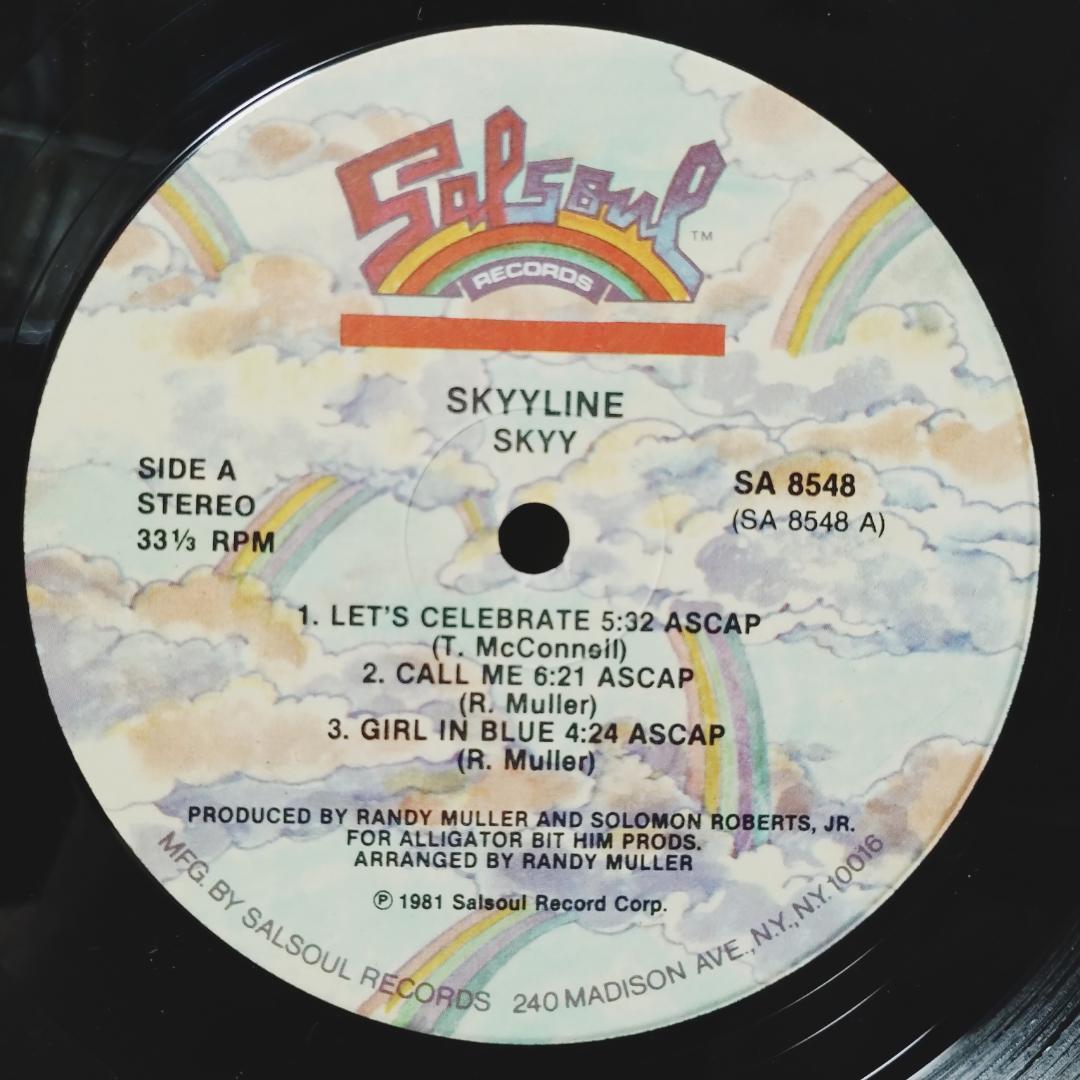 Salsoul
TM
RECORDS
SKYYLINE
SKYY
SIDE A
STEREO
33⅓ RPM
SA 8548
(SA 8548 A)
1. LET'S CELEBRATE 5:32 ASCAP
(T. McConneil)
2. CALL ME 6:21 ASCAP
(R. Muller)
3. GIRL IN BLUE 4:24 ASCAP
(R. Muller)
PRODUCED BY RANDY MULLER AND SOLOMON ROBERTS, JR.
FOR ALLIGATOR BIT HIM PRODS.
ARRANGED BY RANDY MULLER
℗ 1981 Salsoul Record Corp.
MFG. BY SALSOUL RECORDS 240 MADISON AVE., N.Y., N.Y. 10016